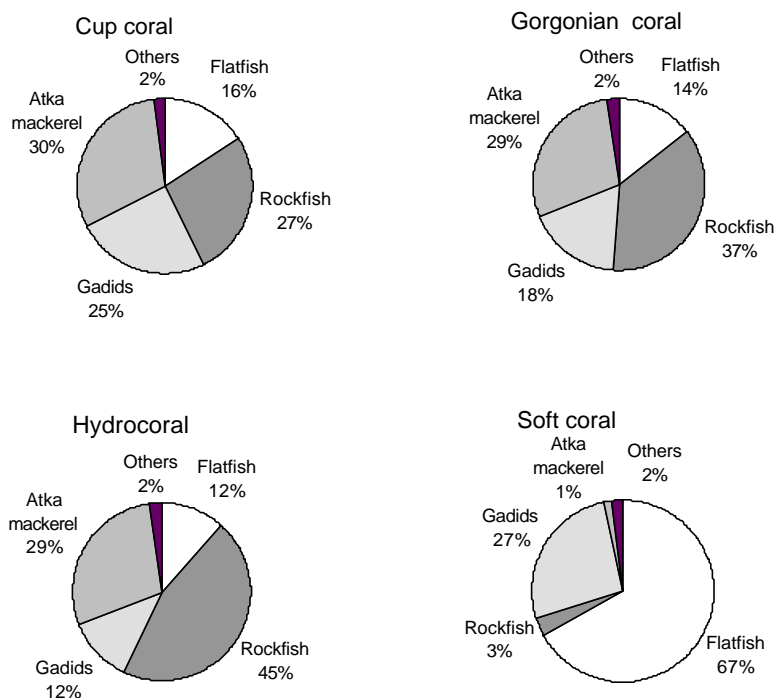 Cup coral
Others
2%
Flatfish
16%
Atka
mackerel
30%
Rockfish
27%
Gadids
25%
Gorgonian coral
Others
2%
Flatfish
14%
Atka
mackerel
29%
Rockfish
37%
Gadids
18%
Hydrocoral
Others
2%
Flatfish
12%
Atka
mackerel
29%
Rockfish
45%
Gadids
12%
Soft coral
Atka
mackerel
1%
Others
2%
Gadids
27%
Rockfish
3%
Flatfish
67%